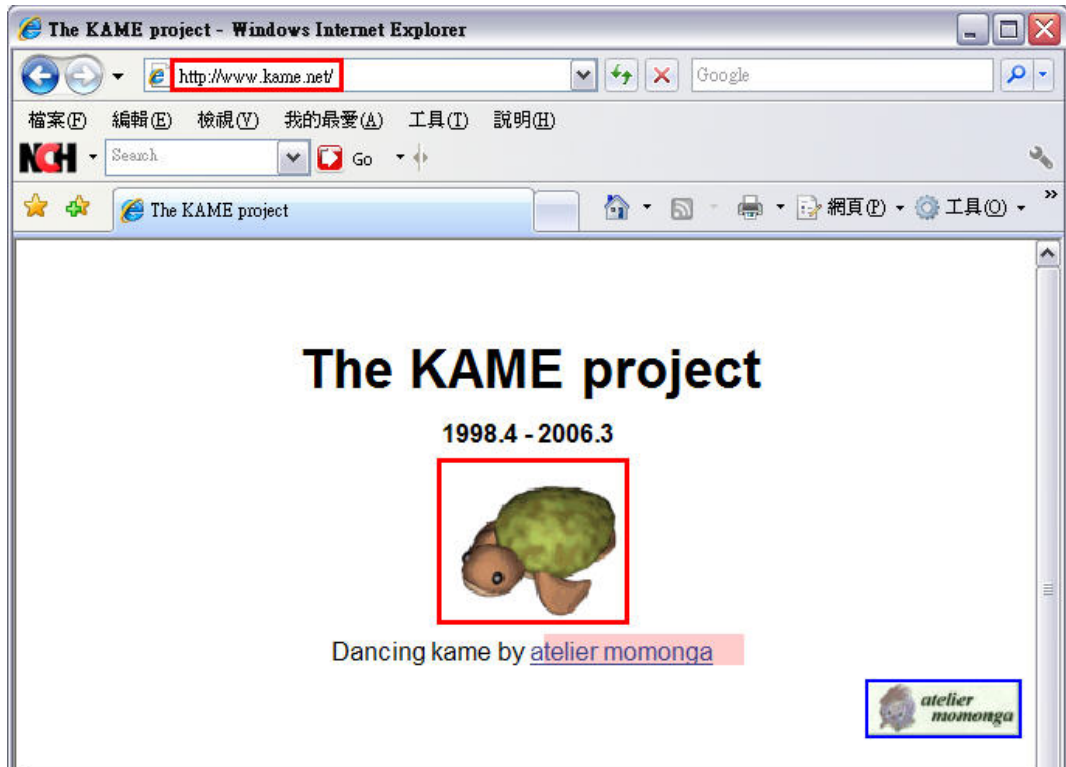 The KAME project - Windows Internet Explorer
http://www.kame.net/
Google
檔案(F) 編輯(E) 檢視(V) 我的最愛(A) 工具(T) 說明(H)
NCH Search Go
The KAME project 網頁(P) 工具(O)
The KAME project
1998.4 - 2006.3
Dancing kame by atelier momonga
atelier
momonga